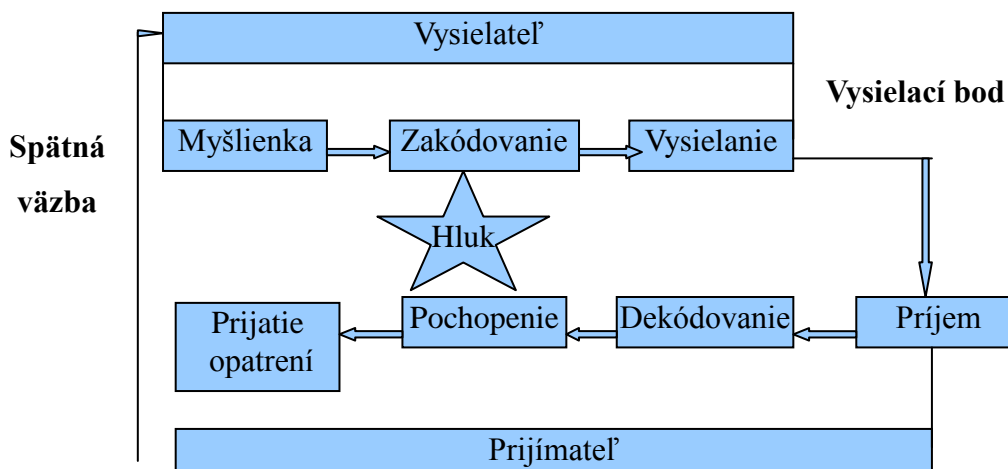 Vysielateľ
Vysielací bod
Spätná
väzba
Myšlienka
Zakódovanie
Vysielanie
Hluk
Prijatie
opatrení
Pochopenie
Dekódovanie
Príjem
Prijímateľ